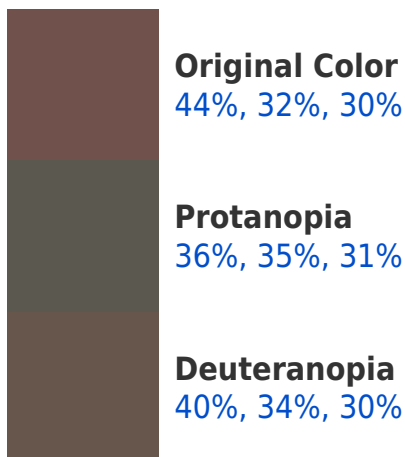 Original Color
44%, 32%, 30%
Protanopia
36%, 35%, 31%
Deuteranopia
40%, 34%, 30%